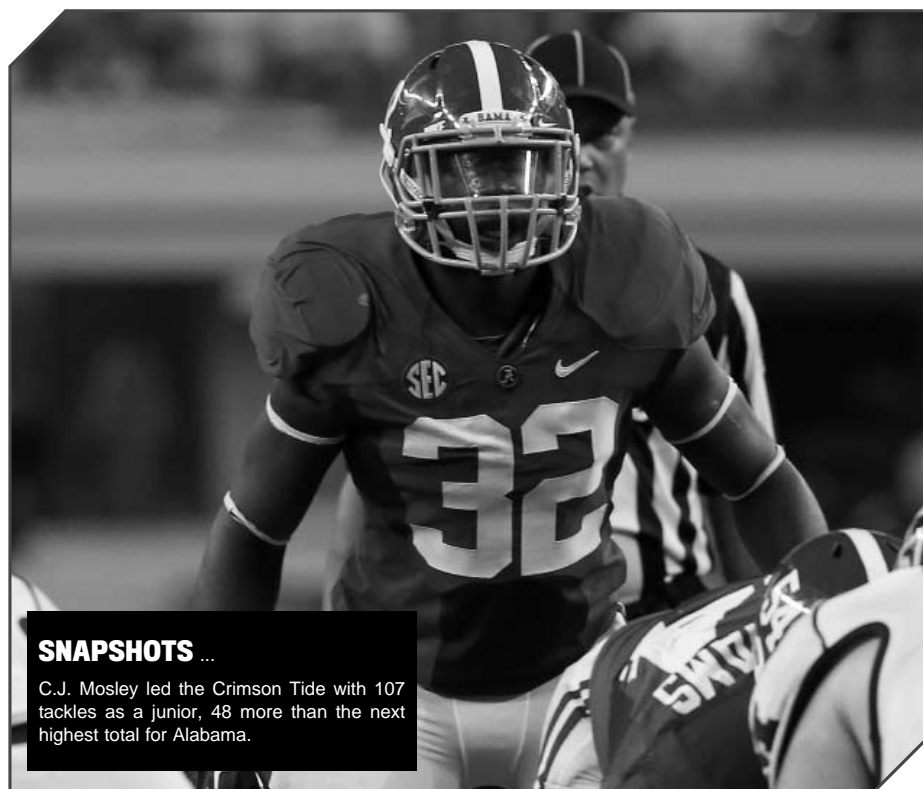 BAMA
SEC
A
32
SNAPSHOTS ...
C.J. Mosley led the Crimson Tide with 107
tackles as a junior, 48 more than the next
highest total for Alabama.